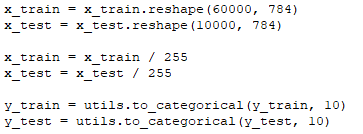 x_train = x_train.reshape(60000, 784)
x_test = x_test.reshape(10000, 784)
x_train = x_train / 255
x_test = x_test / 255
y_train = utils.to_categorical(y_train, 10)
y_test = utils.to_categorical(y_test, 10)